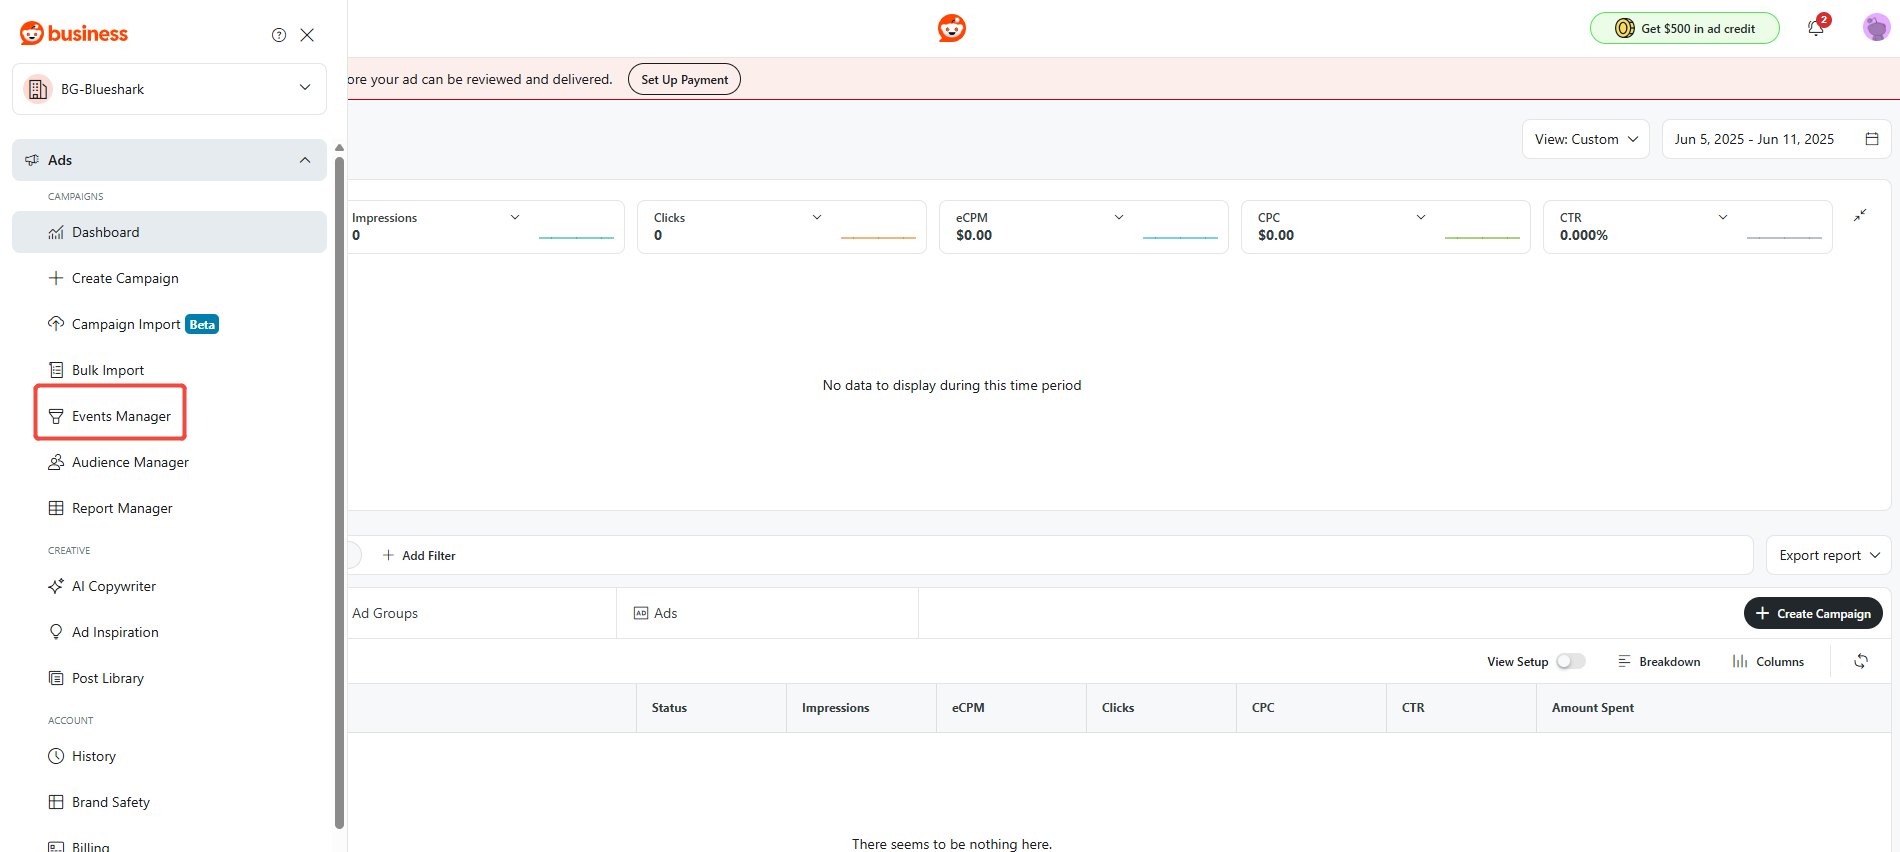 business
Get $500 in ad credit
2
BG-Blueshark
ore your ad can be reviewed and delivered.
Set Up Payment
Ads
View: Custom
Jun 5, 2025 - Jun 11, 2025
CAMPAIGNS
Dashboard
Create Campaign
Campaign Import Beta
Bulk Import
Events Manager
Audience Manager
Report Manager
CREATIVE
AI Copywriter
Ad Inspiration
Post Library
ACCOUNT
History
Brand Safety
Billing
Impressions
0
Clicks
0
eCPM
$0.00
CPC
$0.00
CTR
0.000%
No data to display during this time period
Add Filter
Export report
Ad Groups
AD Ads
Create Campaign
View Setup
Breakdown
Columns
Status
Impressions
eCPM
Clicks
CPC
CTR
Amount Spent
There seems to be nothing here.